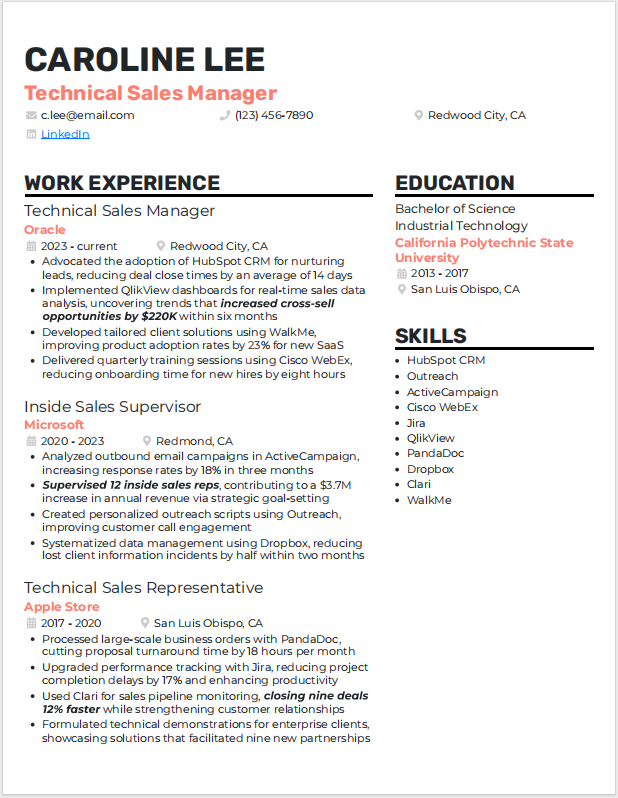 CAROLINE LEE
Technical Sales Manager
c.lee@email.com (123) 456-7890 Redwood City, CA
LinkedIn
WORK EXPERIENCE
Technical Sales Manager
Oracle
2023 - current Redwood City, CA
• Advocated the adoption of HubSpot CRM for nurturing
leads, reducing deal close times by an average of 14 days
• Implemented QlikView dashboards for real-time sales data
analysis, uncovering trends that increased cross-sell
opportunities by $220K within six months
• Developed tailored client solutions using WalkMe,
improving product adoption rates by 23% for new SaaS
• Delivered quarterly training sessions using Cisco WebEx,
reducing onboarding time for new hires by eight hours
Inside Sales Supervisor
Microsoft
2020 - 2023 Redmond, CA
• Analyzed outbound email campaigns in ActiveCampaign,
increasing response rates by 18% in three months
• Supervised 12 inside sales reps, contributing to a $3.7M
increase in annual revenue via strategic goal-setting
• Created personalized outreach scripts using Outreach,
improving customer call engagement
• Systematized data management using Dropbox, reducing
lost client information incidents by half within two months
Technical Sales Representative
Apple Store
2017 - 2020 San Luis Obispo, CA
• Processed large-scale business orders with PandaDoc,
cutting proposal turnaround time by 18 hours per month
• Upgraded performance tracking with Jira, reducing project
completion delays by 17% and enhancing productivity
• Used Clari for sales pipeline monitoring, closing nine deals
12% faster while strengthening customer relationships
• Formulated technical demonstrations for enterprise clients,
showcasing solutions that facilitated nine new partnerships
EDUCATION
Bachelor of Science
Industrial Technology
California Polytechnic State
University
2013 - 2017
San Luis Obispo, CA
SKILLS
• HubSpot CRM
• Outreach
• ActiveCampaign
• Cisco WebEx
• Jira
• QlikView
• PandaDoc
• Dropbox
• Clari
• WalkMe